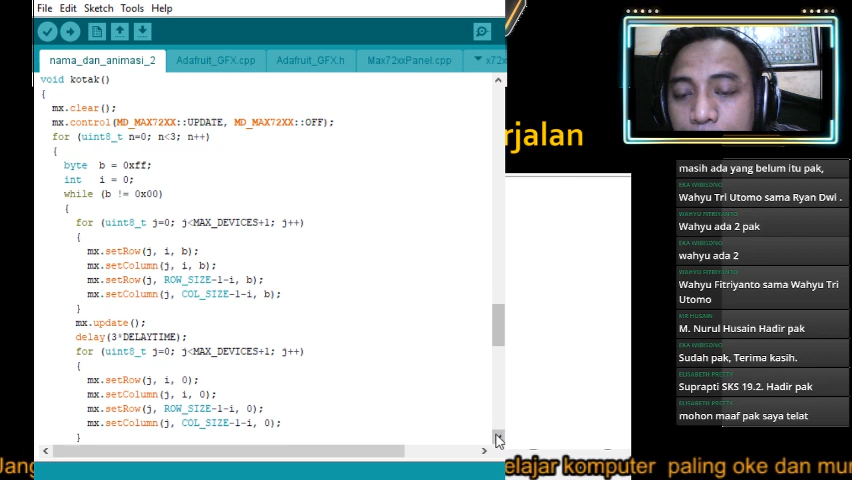 File Edit Sketch Tools Help
nama_dan_animasi_2 Adafruit_GFX.cpp Adafruit_GFX.h Max72xxPanel.cpp x72x
void kotak()
{
mx.clear();
mx.control(MD_MAX72XX::UPDATE, MD_MAX72XX::OFF);
for (uint8_t n=0; n<3; n++)
{
byte b = 0xff;
int i = 0;
while (b != 0x00)
{
for (uint8_t j=0; j<MAX_DEVICES+1; j++)
{
mx.setRow(j, i, b);
mx.setColumn(j, i, b);
mx.setRow(j, ROW_SIZE-1-i, b);
mx.setColumn(j, COL_SIZE-1-i, b);
}
mx.update();
delay(3*DELAYTIME);
for (uint8_t j=0; j<MAX_DEVICES+1; j++)
{
mx.setRow(j, i, 0);
mx.setColumn(j, i, 0);
mx.setRow(j, ROW_SIZE-1-i, 0);
mx.setColumn(j, COL_SIZE-1-i, 0);
}
rjalan
masih ada yang belum itu pak,
EKA WIBISONO
Wahyu Tri Utomo sama Ryan Dwi .
WAHYU FITRIYANTO
Wahyu ada 2 pak
EKA WIBISONO
wahyu ada 2
WAHYU FITRIYANTO
Wahyu Fitriyanto sama Wahyu Tri
Utomo
MR HUSAIN
M. Nurul Husain Hadir pak
EKA WIBISONO
Sudah pak, Terima kasih.
ELISABETH PRETTY
Suprapti SKS 19.2. Hadir pak
ELISABETH PRETTY
mohon maaf pak saya telat
Jang elajar komputer paling oke dan mur